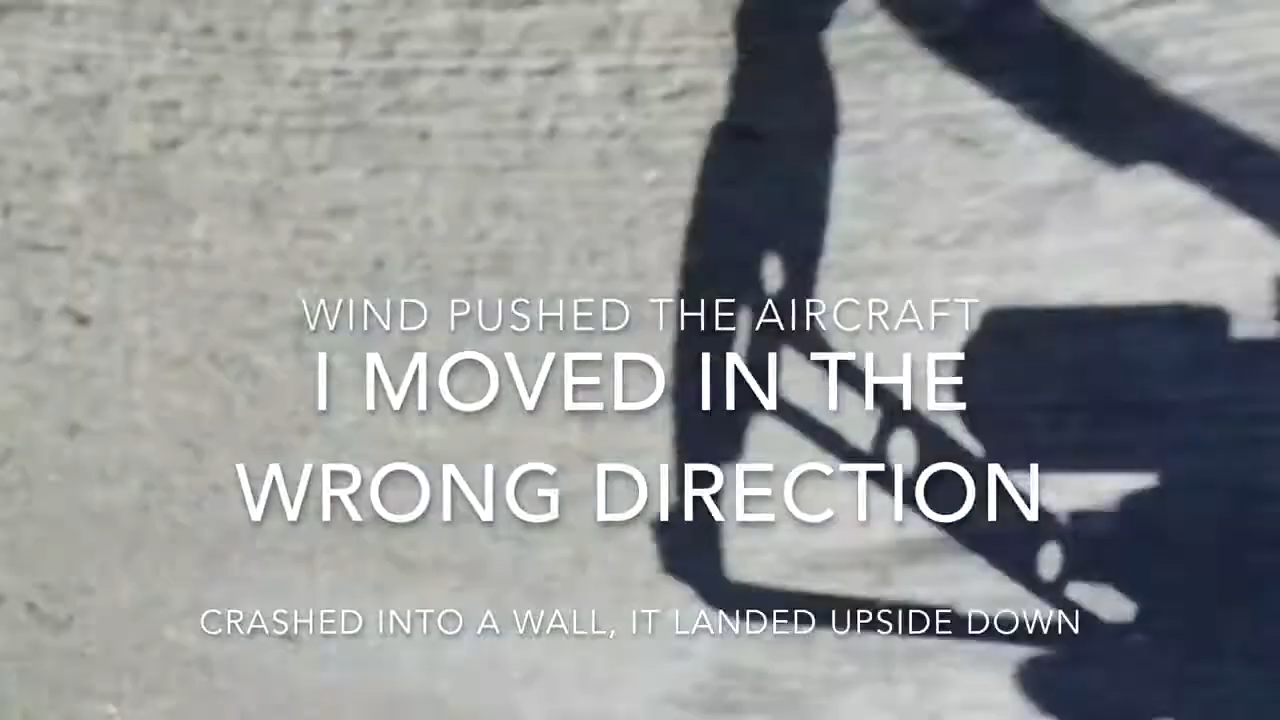 WIND PUSHED THE AIRCRAFT
I MOVED IN THE
WRONG DIRECTION
CRASHED INTO A WALL, IT LANDED UPSIDE DOWN